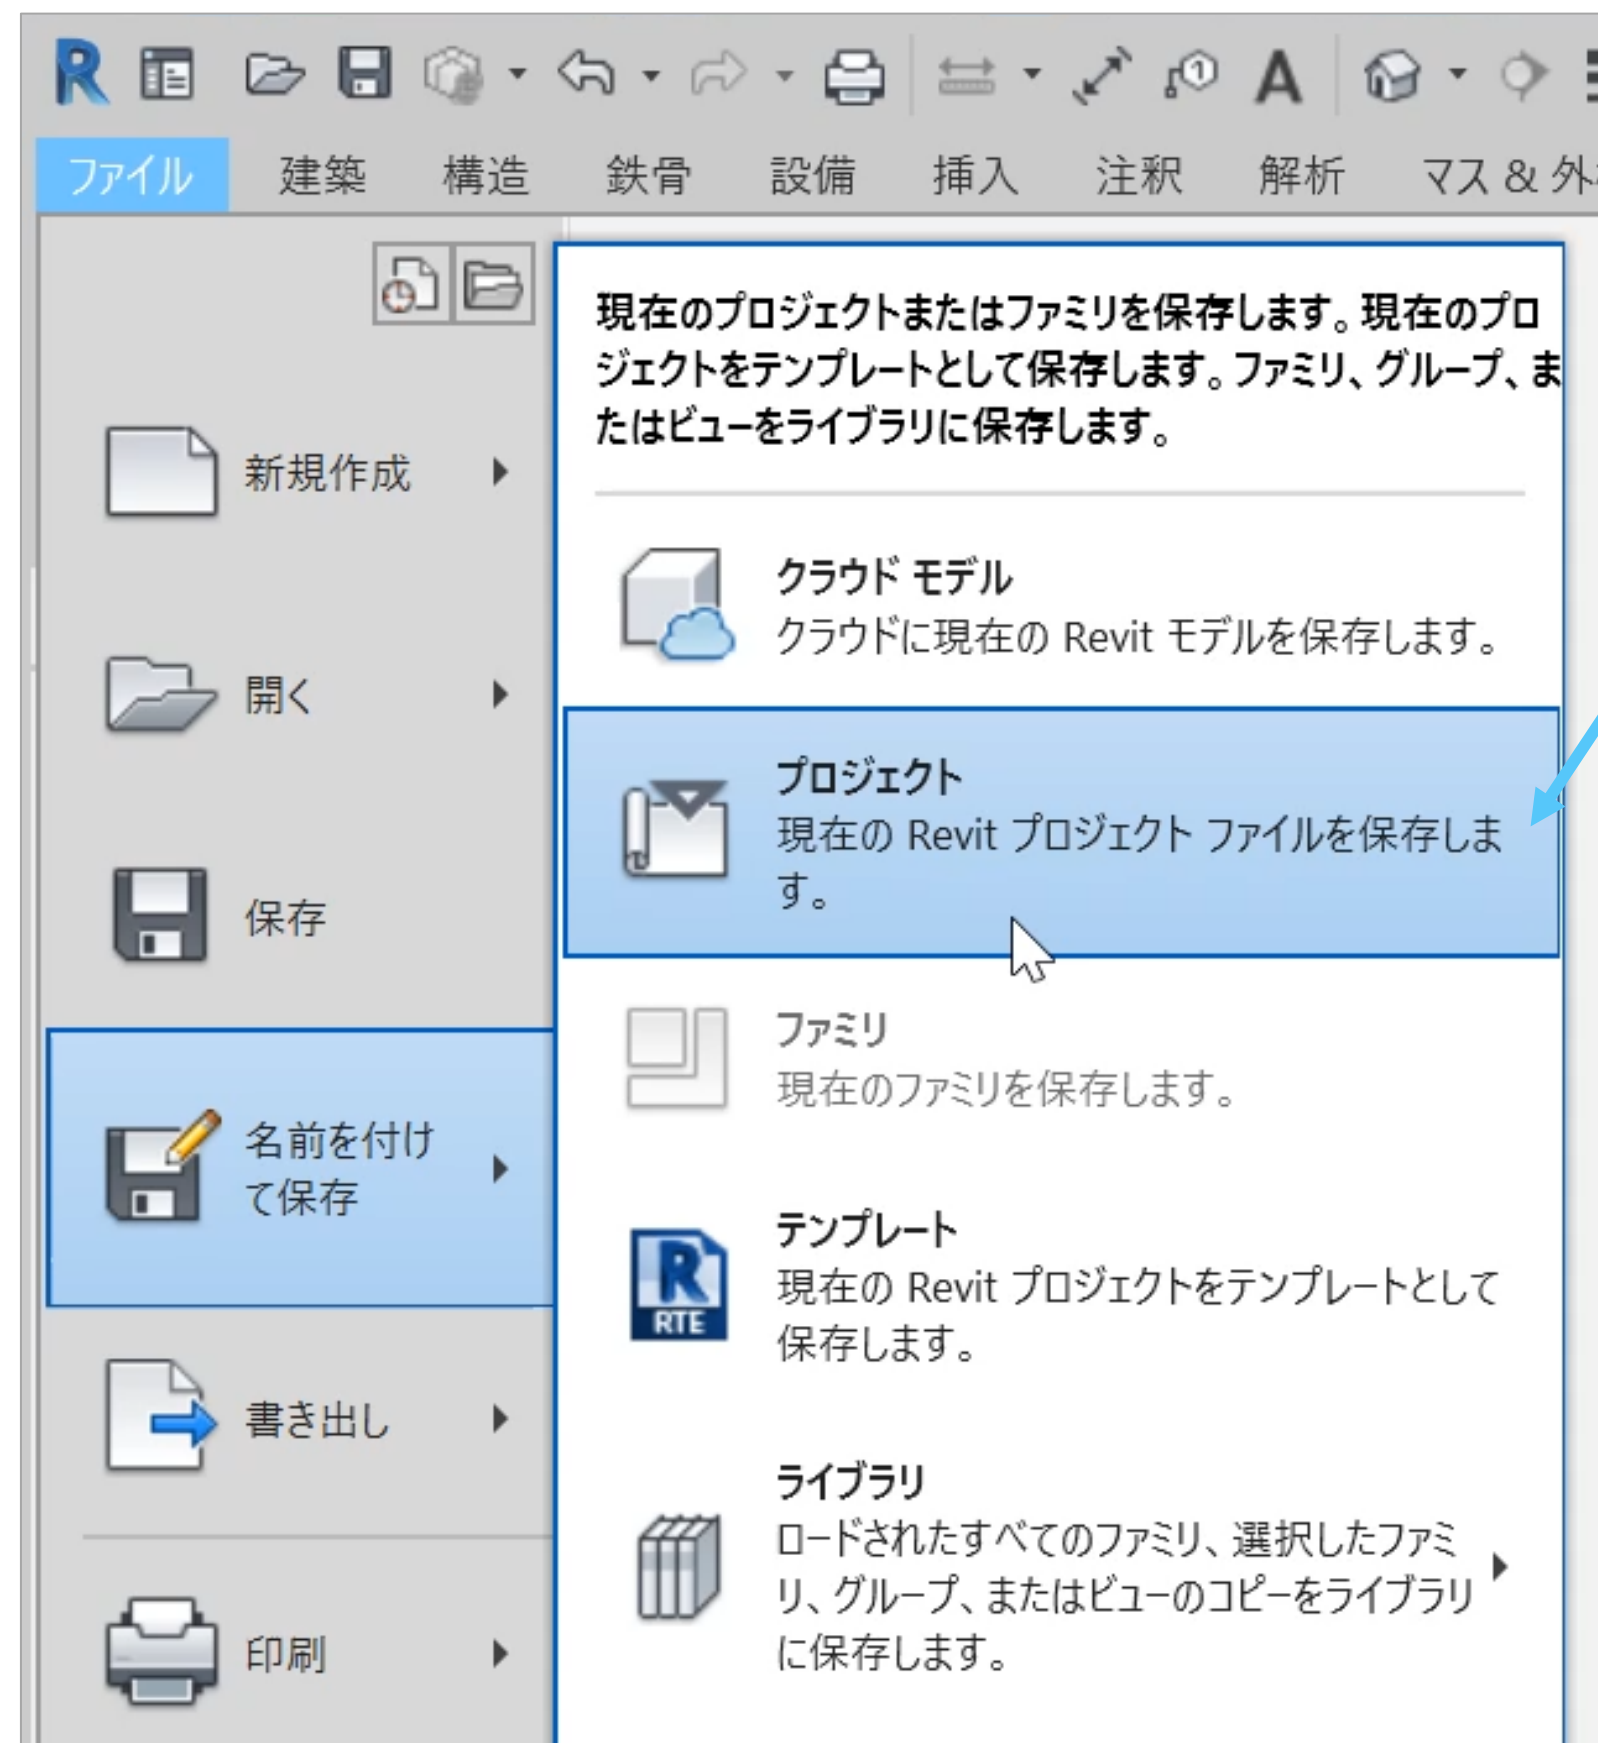 ファイル 建築 構造 鉄骨 設備 挿入 注釈 解析 マス & 外
現在のプロジェクトまたはファミリを保存します。現在のプロ
ジェクトをテンプレートとして保存します。ファミリ、グループ、ま
たはビューをライブラリに保存します。
新規作成
開く
保存
名前を付け
て保存
書き出し
印刷
クラウド モデル
クラウドに現在の Revit モデルを保存します。
プロジェクト
現在の Revit プロジェクト ファイルを保存しま
す。
ファミリ
現在のファミリを保存します。
テンプレート
現在の Revit プロジェクトをテンプレートとして
保存します。
R
RTE
ライブラリ
ロードされたすべてのファミリ、選択したファミ
リ、グループ、またはビューのコピーをライブラリ
に保存します。